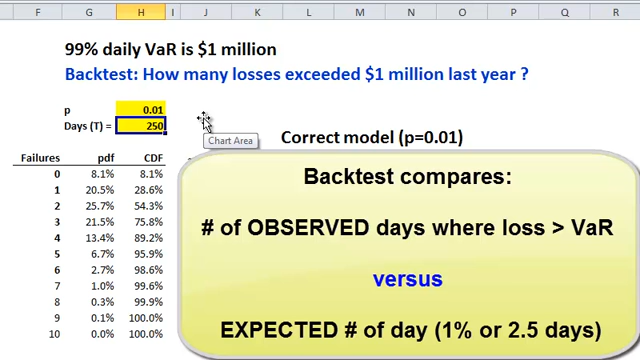 F G H I J K L M N O P Q R
99% daily VaR is $1 million
Backtest: How many losses exceeded $1 million last year ?
p 0.01
Days (T) = 250
Chart Area
Correct model (p=0.01)
Failures pdf CDF
0 8.1% 8.1%
1 20.5% 28.6%
2 25.7% 54.3%
3 21.5% 75.8%
4 13.4% 89.2%
5 6.7% 95.9%
6 2.7% 98.6%
7 1.0% 99.6%
8 0.3% 99.9%
9 0.1% 100.0%
10 0.0% 100.0%
Backtest compares:
# of OBSERVED days where loss > VaR
versus
EXPECTED # of day (1% or 2.5 days)